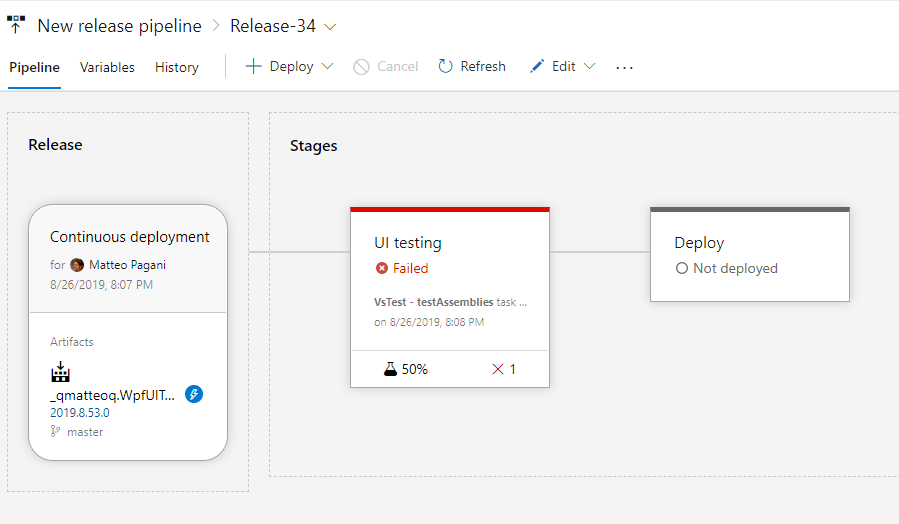 New release pipeline > Release-34
Pipeline Variables History Deploy Cancel Refresh Edit ...
Release
Stages
Continuous deployment
for Matteo Pagani
8/26/2019, 8:07 PM
Artifacts
_qmatteoq.WpfUIT...
2019.8.53.0
master
UI testing
Failed
VsTest - testAssemblies task ...
on 8/26/2019, 8:08 PM
50% 1
Deploy
Not deployed